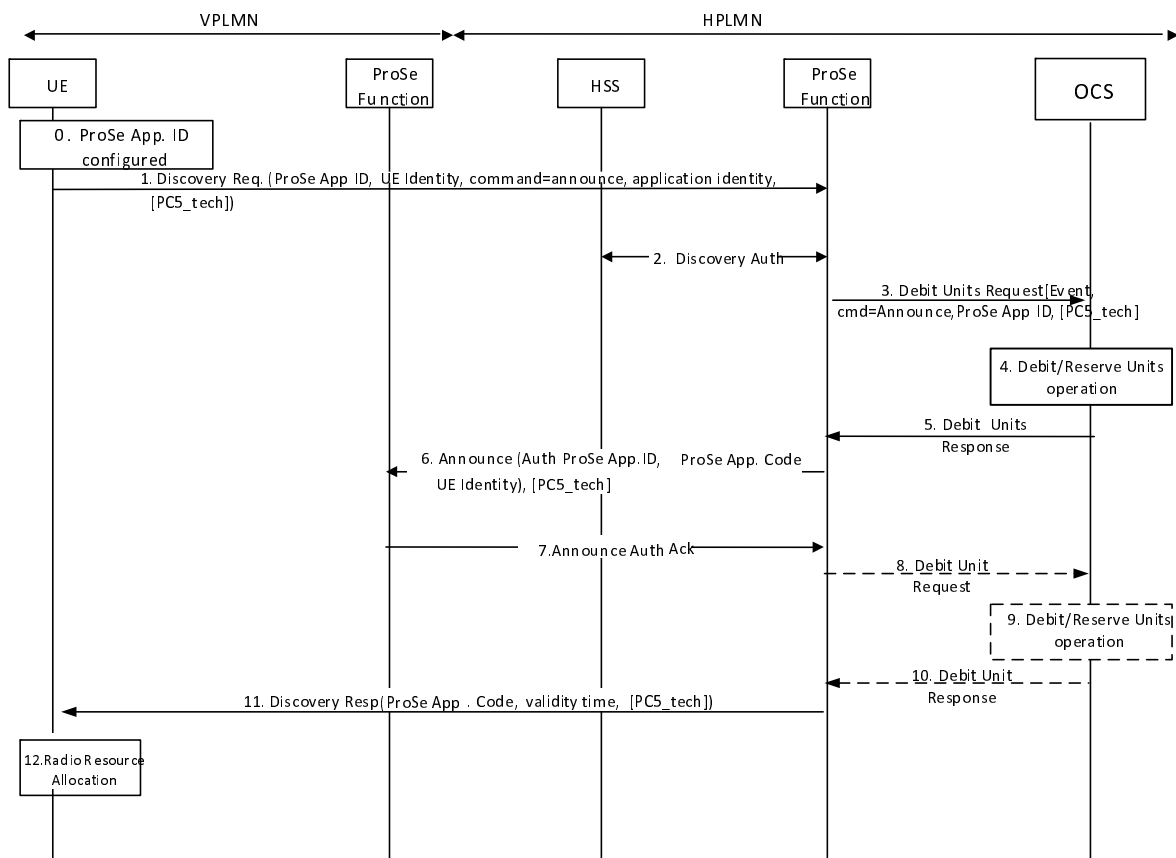 VPLMN
HPLMN
UE
ProSe
Function
HSS
ProSe
Function
OCS
0. ProSe App. ID
configured
1. Discovery Req. (ProSe App ID, UE Identity, command=announce, application identity,
[PC5_tech])
2. Discovery Auth
3. Debit Units Request[Event,
cmd=Announce,ProSe App ID, [PC5_tech]
4. Debit/Reserve Units
operation
5. Debit Units
Response
6. Announce (Auth ProSe App.ID, ProSe App. Code
UE Identity), [PC5_tech]
7.Announce Auth Ack
8. Debit Unit
Request
9. Debit/Reserve Units
operation
10. Debit Unit
Response
11. Discovery Resp(ProSe App . Code, validity time, [PC5_tech])
12.Radio Resource
Allocation